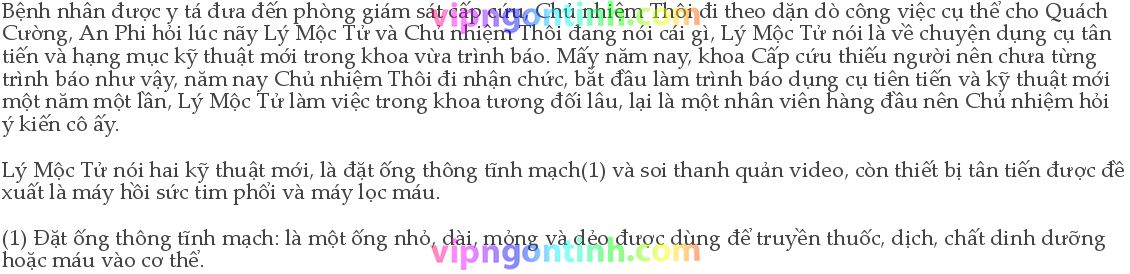 Bệnh nhân được y tá đưa đến phòng giám sát cấp cứu, Chủ nhiệm Thôi đi theo dặn dò công việc cụ thể cho Quách
Cường, An Phi hỏi lúc nãy Lý Mộc Tử và Chủ nhiệm Thôi đang nói cái gì, Lý Mộc Tử nói là về chuyện dụng cụ tân
tiến và hạng mục kỹ thuật mới trong khoa vừa trình báo. Mấy năm nay, khoa Cấp cứu thiếu người nên chưa từng
trình báo như vậy, năm nay Chủ nhiệm Thôi đi nhận chức, bắt đầu làm trình báo dụng cụ tiên tiến và kỹ thuật mới
một năm một lần, Lý Mộc Tử làm việc trong khoa tương đối lâu, lại là một nhân viên hàng đầu nên Chủ nhiệm hỏi
ý kiến cô ấy.
Lý Mộc Tử nói hai kỹ thuật mới, là đặt ống thông tĩnh mạch(1) và soi thanh quản video, còn thiết bị tân tiến được đề
xuất là máy hồi sức tim phổi và máy lọc máu.
(1) Đặt ống thông tĩnh mạch: là một ống nhỏ, dài, mỏng và dẻo được dùng để truyền thuốc, dịch, chất dinh dưỡng
hoặc máu vào cơ thể.
vipngontinh.com
vipngontinh.com